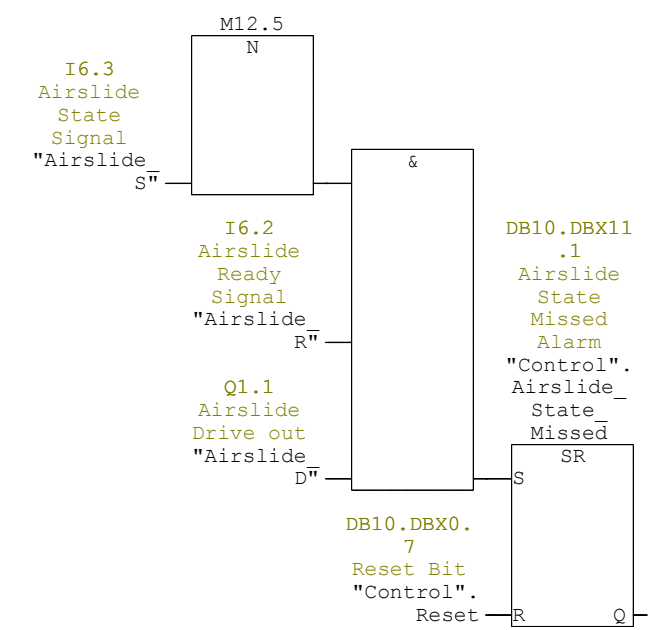 M12.5
N
I6.3
Airslide
State
Signal
"Airslide_
S"
&
I6.2
Airslide
Ready
Signal
"Airslide_
R"
DB10.DBX11
.1
Airslide
State
Missed
Alarm
"Control".
Airslide_
State_
Missed
SR
Q1.1
Airslide
Drive out
"Airslide_
D"
S
DB10.DBX0.
7
Reset Bit
"Control".
Reset
R
Q